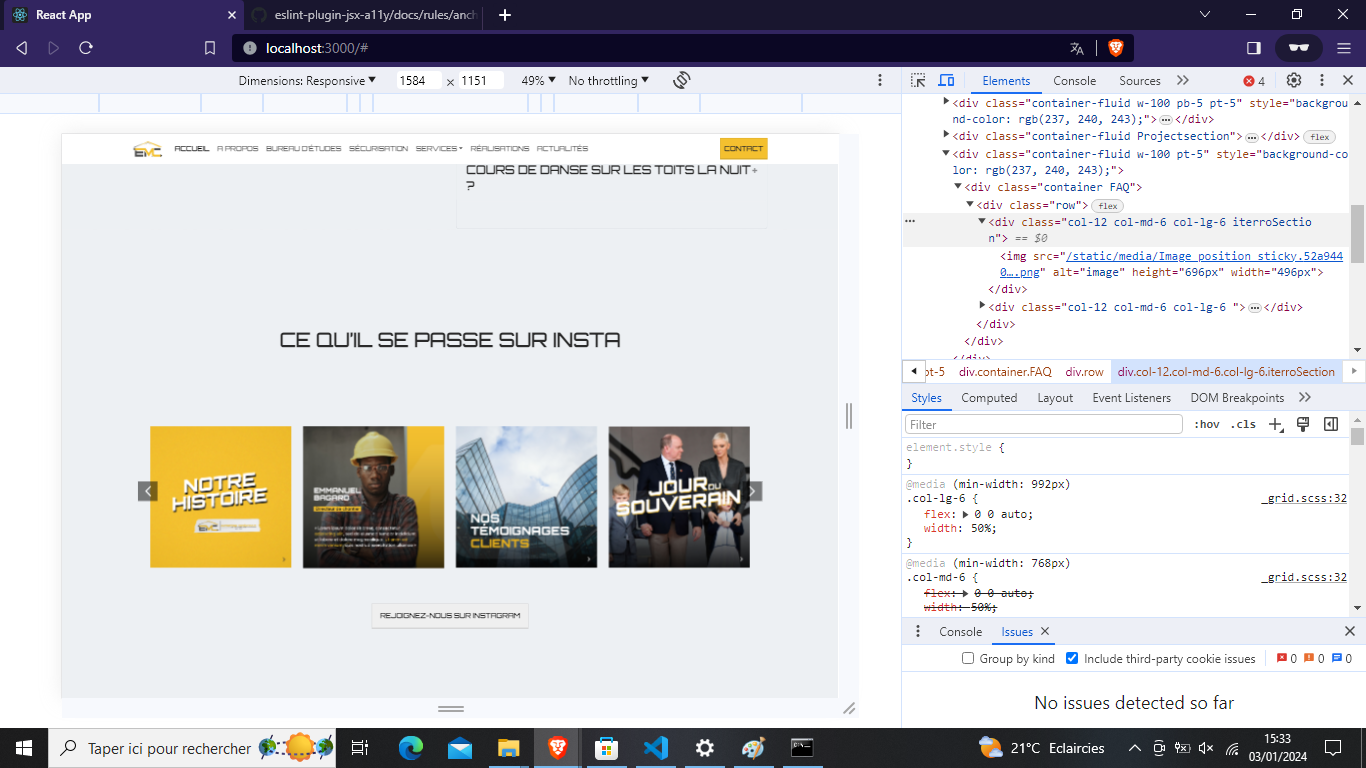 React App
eslint-plugin-jsx-a11y/docs/rules/anch
localhost:3000/#
Dimensions: Responsive
1584 × 1151
49%
No throttling
Elements
Console
Sources
4
EMC
ACCUEIL
A PROPOS
BUREAU D'ÉTUDES
SÉCURISATION
SERVICES
RÉALISATIONS
ACTUALITÉS
CONTACT
COURS DE DANSE SUR LES TOITS LA NUIT
?
+
CE QU'IL SE PASSE SUR INSTA
NOTRE
HISTOIRE
EMMANUEL
BAGARD
NOS
TÉMOIGNAGES
CLIENTS
JOUR DU
SOUVERAIN
REJOIGNEZ-NOUS SUR INSTAGRAM
<div class="container-fluid w-100 pb-5 pt-5" style="backgrou
nd-color: rgb(237, 240, 243);"> </div>
<div class="container-fluid Projectsection"> </div> flex
<div class="container-fluid w-100 pt-5" style="background-co
lor: rgb(237, 240, 243);">
<div class="container FAQ">
<div class="row"> flex
<div class="col-12 col-md-6 col-lg-6 iterroSectio
n"> == $0
<img src="/static/media/Image position sticky.52a944
0….png" alt="image" height="696px" width="496px">
</div>
<div class="col-12 col-md-6 col-lg-6 "> </div>
</div>
</div>
</div>
pt-5
div.container.FAQ
div.row
div.col-12.col-md-6.col-lg-6.iterroSection
Styles
Computed
Layout
Event Listeners
DOM Breakpoints
Filter
:hov
.cls
element.style {
}
@media (min-width: 992px)
.col-lg-6 {
_grid.scss:32
flex: 0 0 auto;
width: 50%;
}
@media (min-width: 768px)
.col-md-6 {
_grid.scss:32
flex: 0 0 auto;
width: 50%;
Console
Issues
Group by kind
Include third-party cookie issues
0
0
0
No issues detected so far
Taper ici pour rechercher
21°C Eclaircies
15:33
03/01/2024